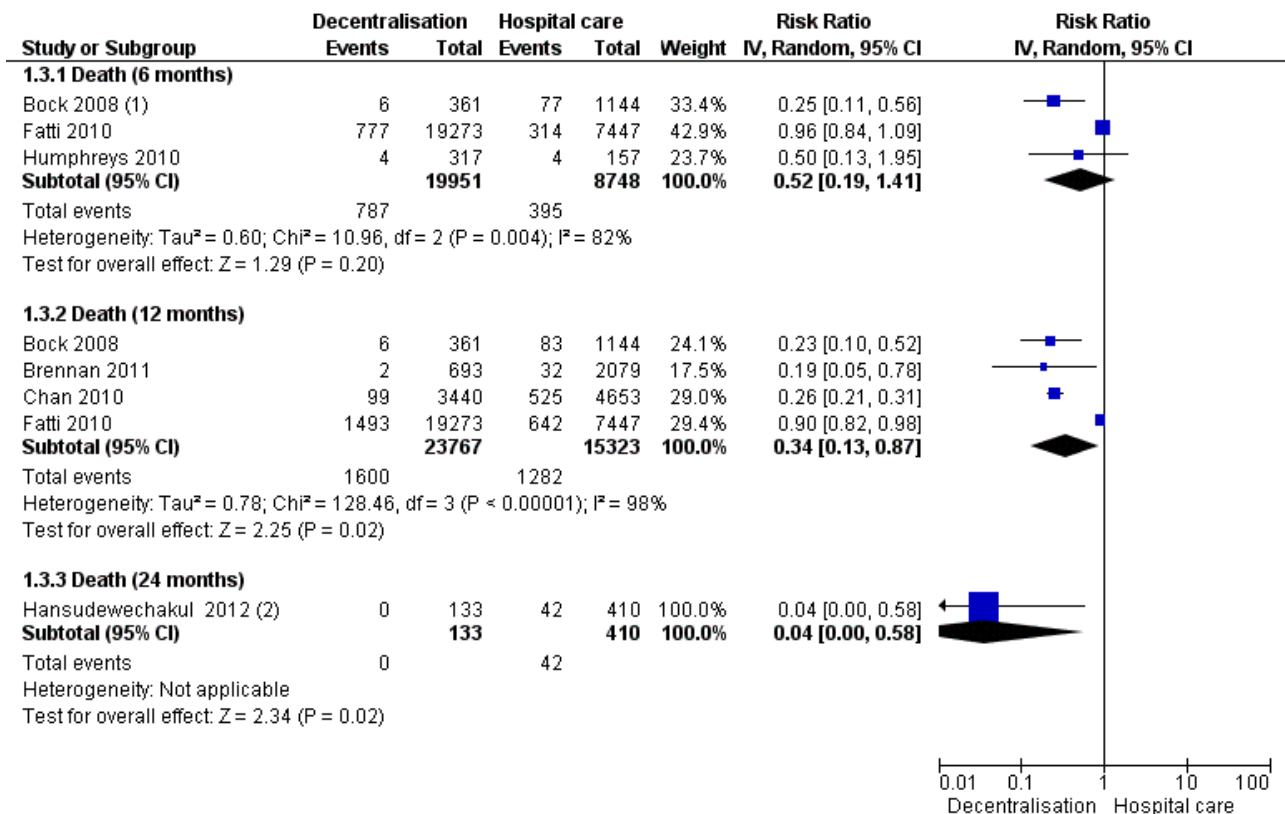 Decentralisation Hospital care Risk Ratio Risk Ratio
Study or Subgroup Events Total Events Total Weight IV, Random, 95% CI IV, Random, 95% CI
1.3.1 Death (6 months)
Bock 2008 (1) 6 361 77 1144 33.4% 0.25 [0.11, 0.56]
Fatti 2010 777 19273 314 7447 42.9% 0.96 [0.84, 1.09]
Humphreys 2010 4 317 4 157 23.7% 0.50 [0.13, 1.95]
Subtotal (95% CI) 19951 8748 100.0% 0.52 [0.19, 1.41]
Total events 787 395
Heterogeneity: Tau² = 0.60; Chi² = 10.96, df = 2 (P = 0.004); I² = 82%
Test for overall effect: Z = 1.29 (P = 0.20)
1.3.2 Death (12 months)
Bock 2008 6 361 83 1144 24.1% 0.23 [0.10, 0.52]
Brennan 2011 2 693 32 2079 17.5% 0.19 [0.05, 0.78]
Chan 2010 99 3440 525 4653 29.0% 0.26 [0.21, 0.31]
Fatti 2010 1493 19273 642 7447 29.4% 0.90 [0.82, 0.98]
Subtotal (95% CI) 23767 15323 100.0% 0.34 [0.13, 0.87]
Total events 1600 1282
Heterogeneity: Tau² = 0.78; Chi² = 128.46, df = 3 (P < 0.00001); I² = 98%
Test for overall effect: Z = 2.25 (P = 0.02)
1.3.3 Death (24 months)
Hansudewechakul 2012 (2) 0 133 42 410 100.0% 0.04 [0.00, 0.58]
Subtotal (95% CI) 133 410 100.0% 0.04 [0.00, 0.58]
Total events 0 42
Heterogeneity: Not applicable
Test for overall effect: Z = 2.34 (P = 0.02)
0.01 0.1 1 10 100
Decentralisation Hospital care